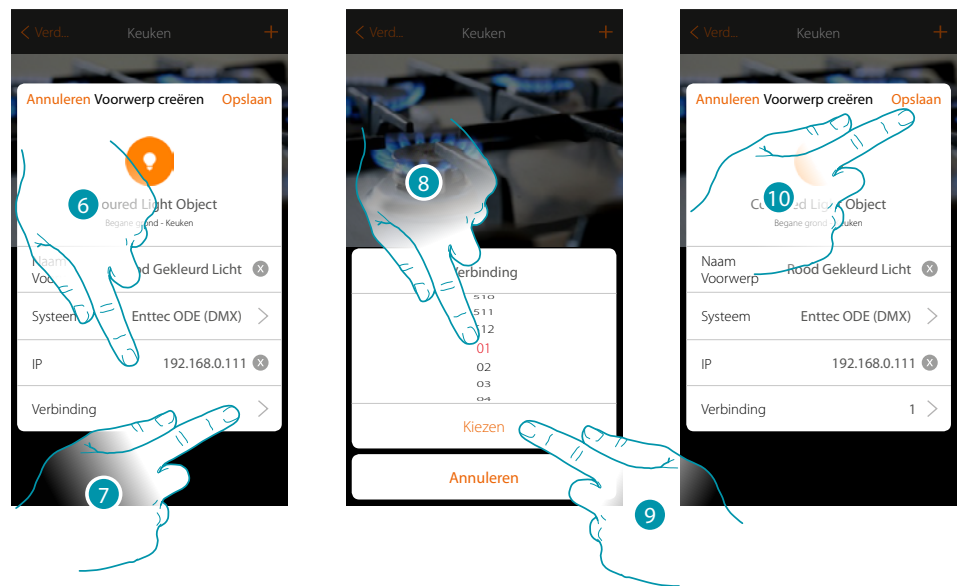 < Verd... Keuken +
Annuleren Voorwerp creëren Opslaan
6
oured Light Object
Begane grond - Keuken
Naam
Voo
od Gekleurd Licht
Systeem Enttec ODE (DMX)
IP 192.168.0.111
Verbinding
7
< Verd... Keuken +
8
Verbinding
510
511
512
01
02
03
04
Kiezen
Annuleren
9
< Verd... Keuken +
Annuleren Voorwerp creëren Opslaan
10
Object
Begane grond
Naam
Voorwerp
Rood Gekleurd Licht
Systeem Enttec ODE (DMX)
IP 192.168.0.111
Verbinding 1